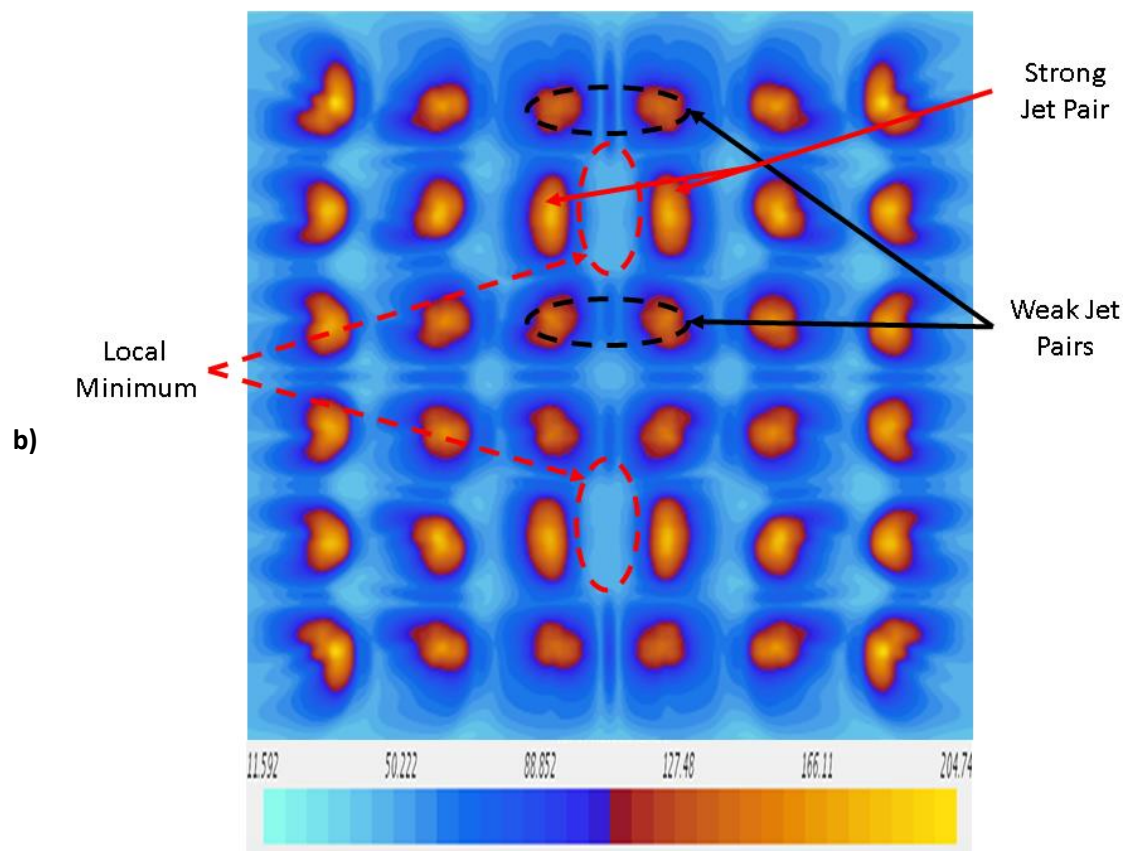 Strong
Jet Pair
Weak Jet
Pairs
Local
Minimum
b)
11.592 50.222 88.852 127.48 166.11 204.74